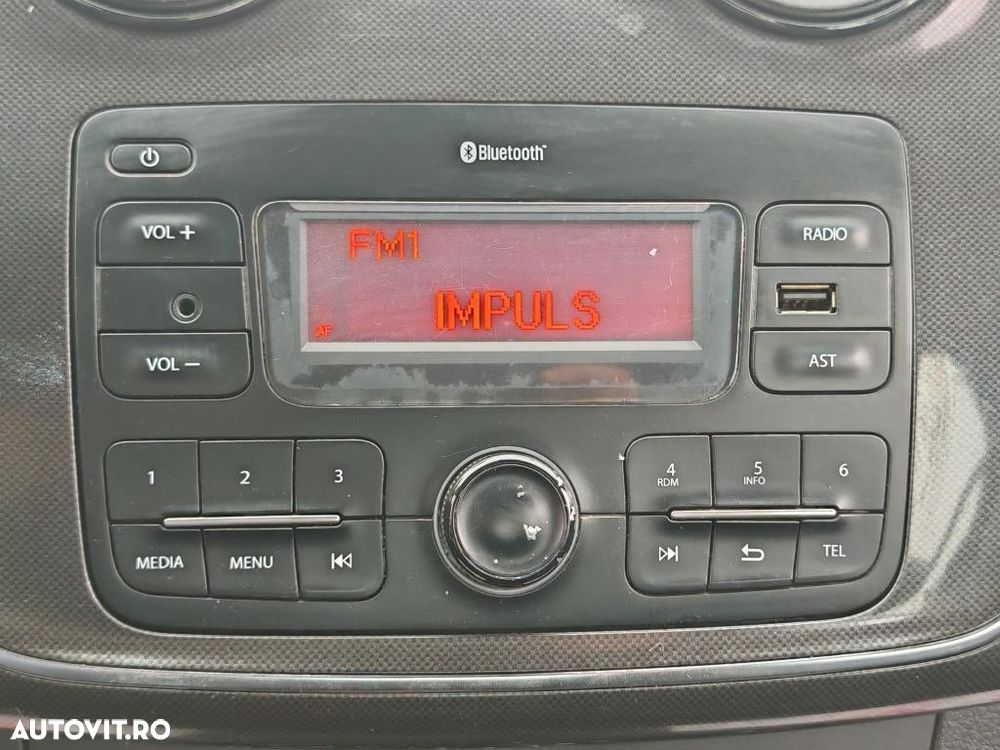 Bluetooth™
VOL +
FM1
RADIO
IMPULS
AF
VOL −
AST
1 2 3
4 RDM 5 INFO 6
MEDIA MENU
TEL
AUTOVIT.RO